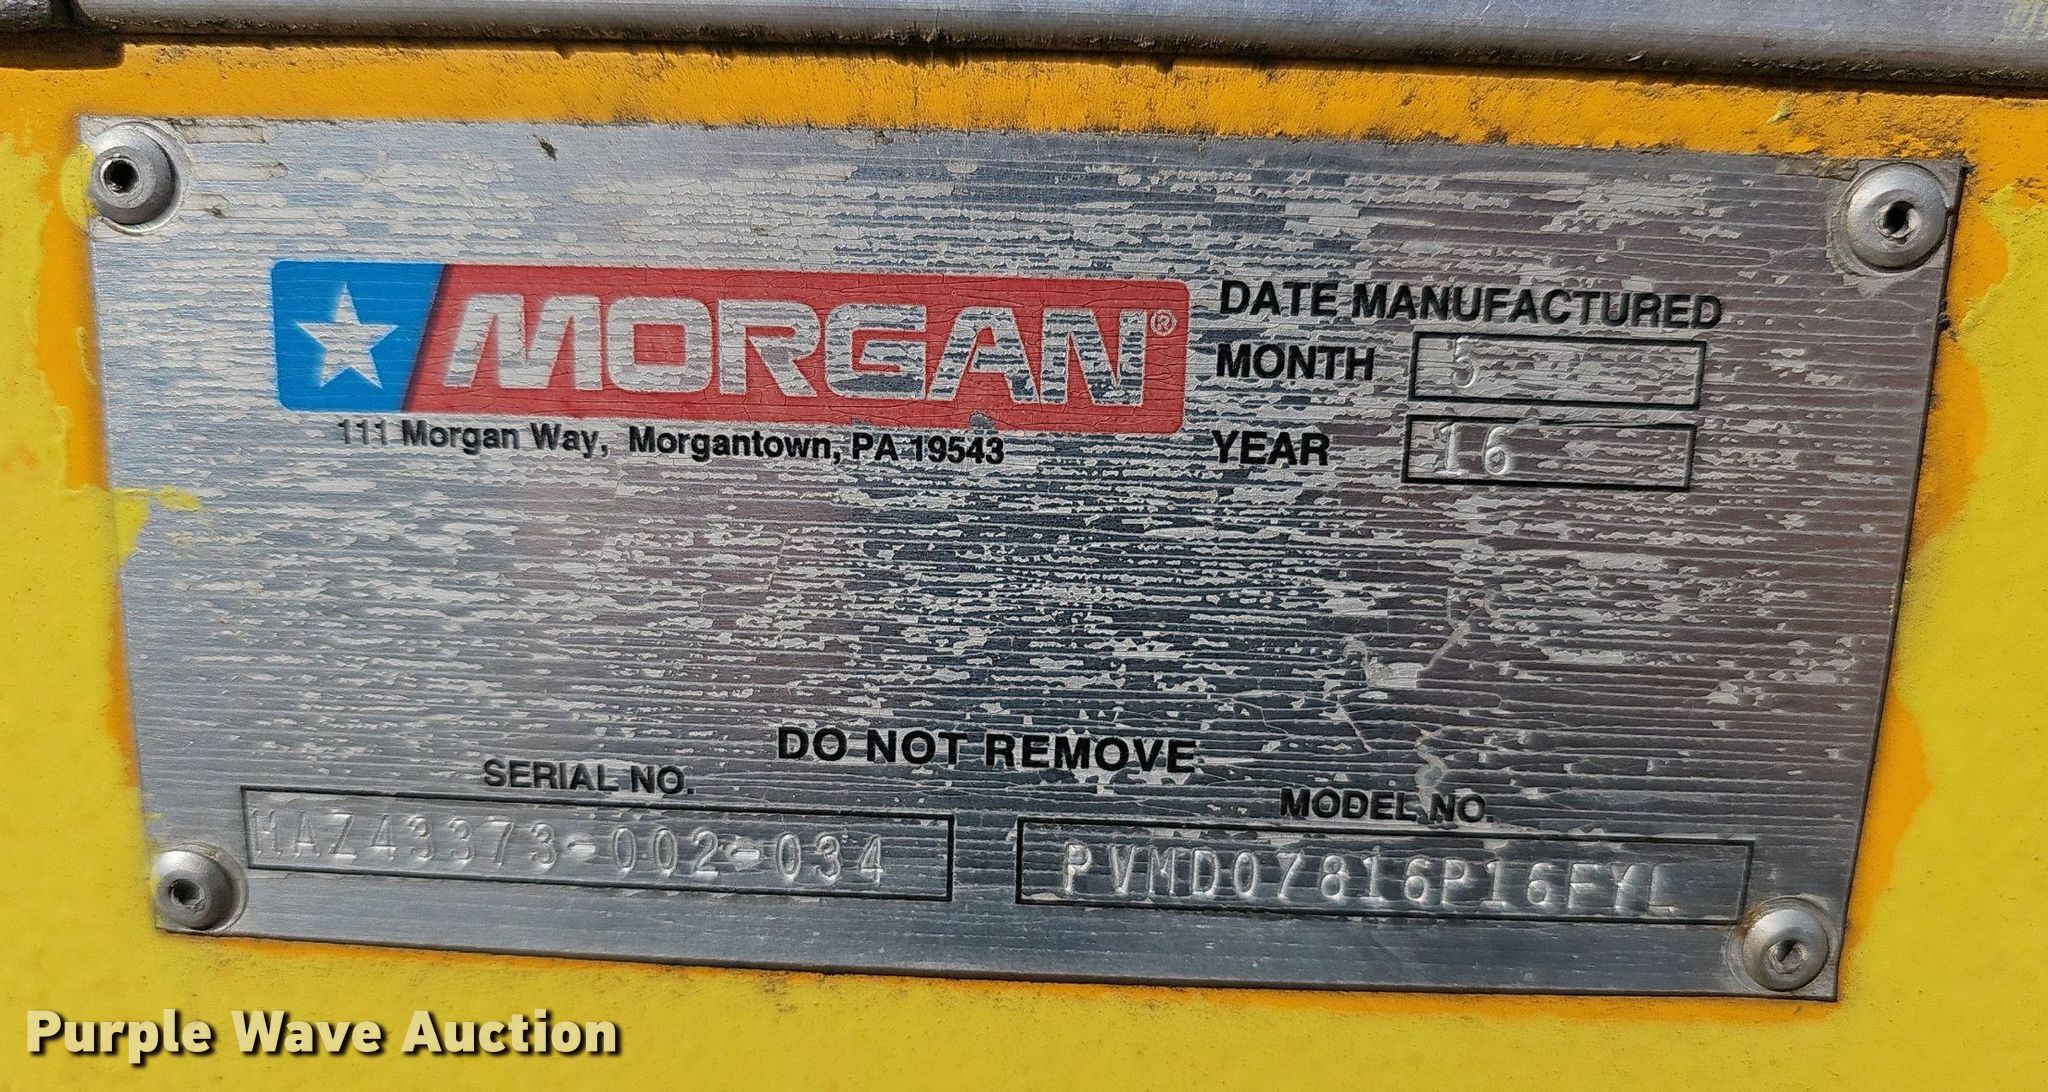 MORGAN®
111 Morgan Way, Morgantown, PA 19543
DATE MANUFACTURED
MONTH 5
YEAR 16
DO NOT REMOVE
SERIAL NO.
MAZ43373-002-034
MODEL NO.
PVMD07816P16FYL
Purple Wave Auction